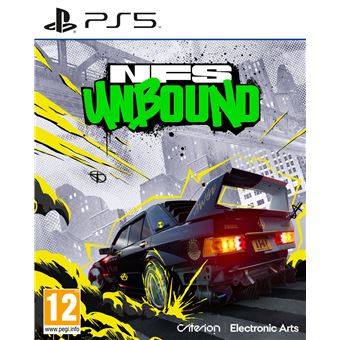 PS5
NFS
UNBOUND
12
www.pegi.info
Criterion
Electronic Arts